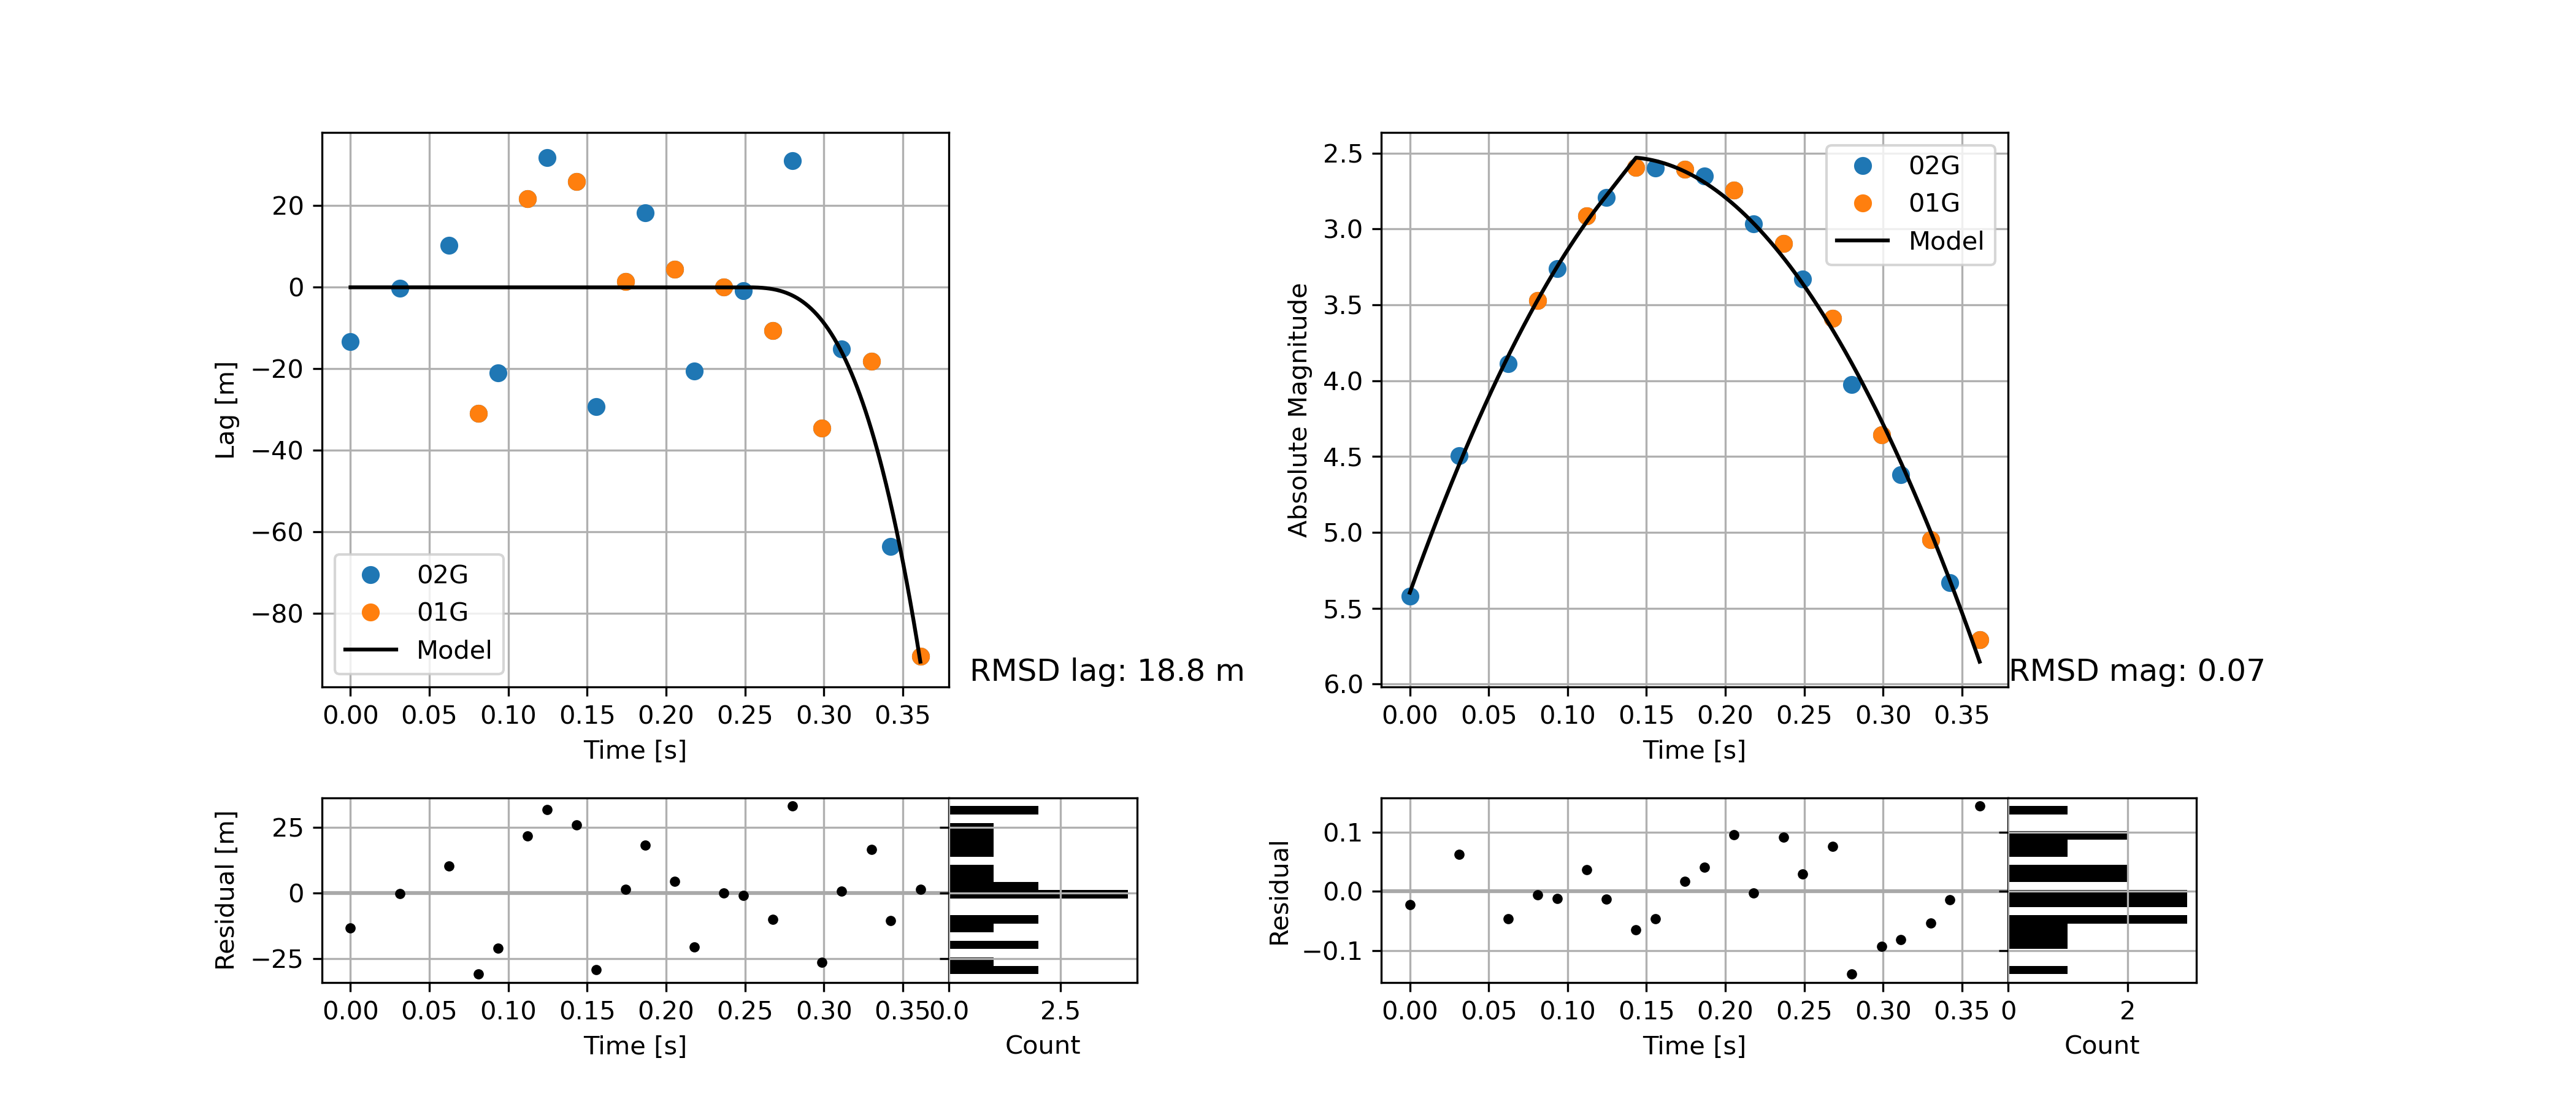 20
0
−20
−40
−60
−80
Lag [m]
02G
01G
Model
0.00 0.05 0.10 0.15 0.20 0.25 0.30 0.35
Time [s]
RMSD lag: 18.8 m
25
0
−25
Residual [m]
0.00 0.05 0.10 0.15 0.20 0.25 0.30 0.35
Time [s]
0.0 2.5
Count
2.5
3.0
3.5
4.0
4.5
5.0
5.5
6.0
Absolute Magnitude
02G
01G
Model
0.00 0.05 0.10 0.15 0.20 0.25 0.30 0.35
Time [s]
RMSD mag: 0.07
0.1
0.0
−0.1
Residual
0.00 0.05 0.10 0.15 0.20 0.25 0.30 0.35
Time [s]
0 2
Count